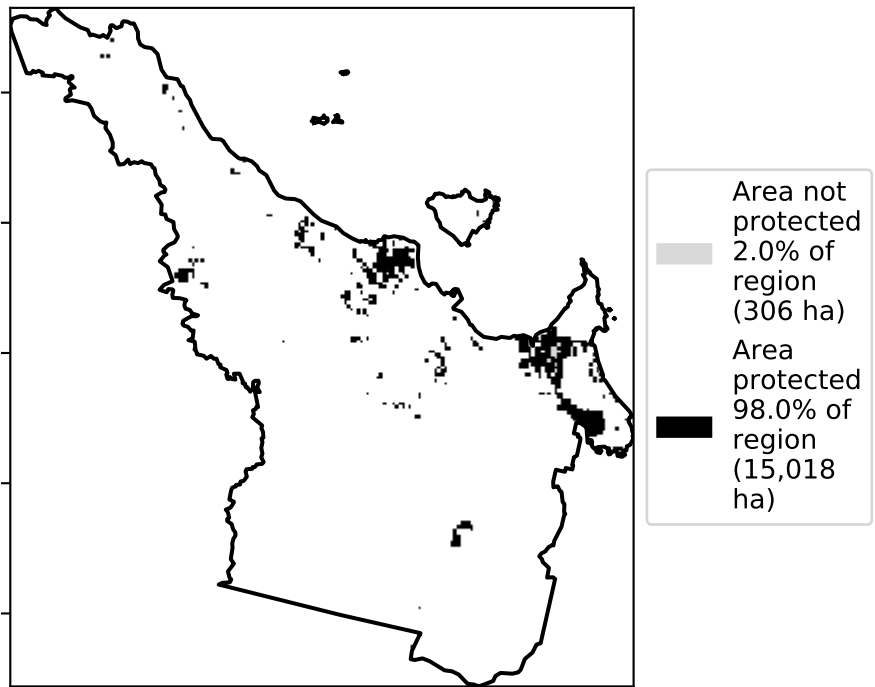 Area not
protected
2.0% of
region
(306 ha)
Area
protected
98.0% of
region
(15,018
ha)